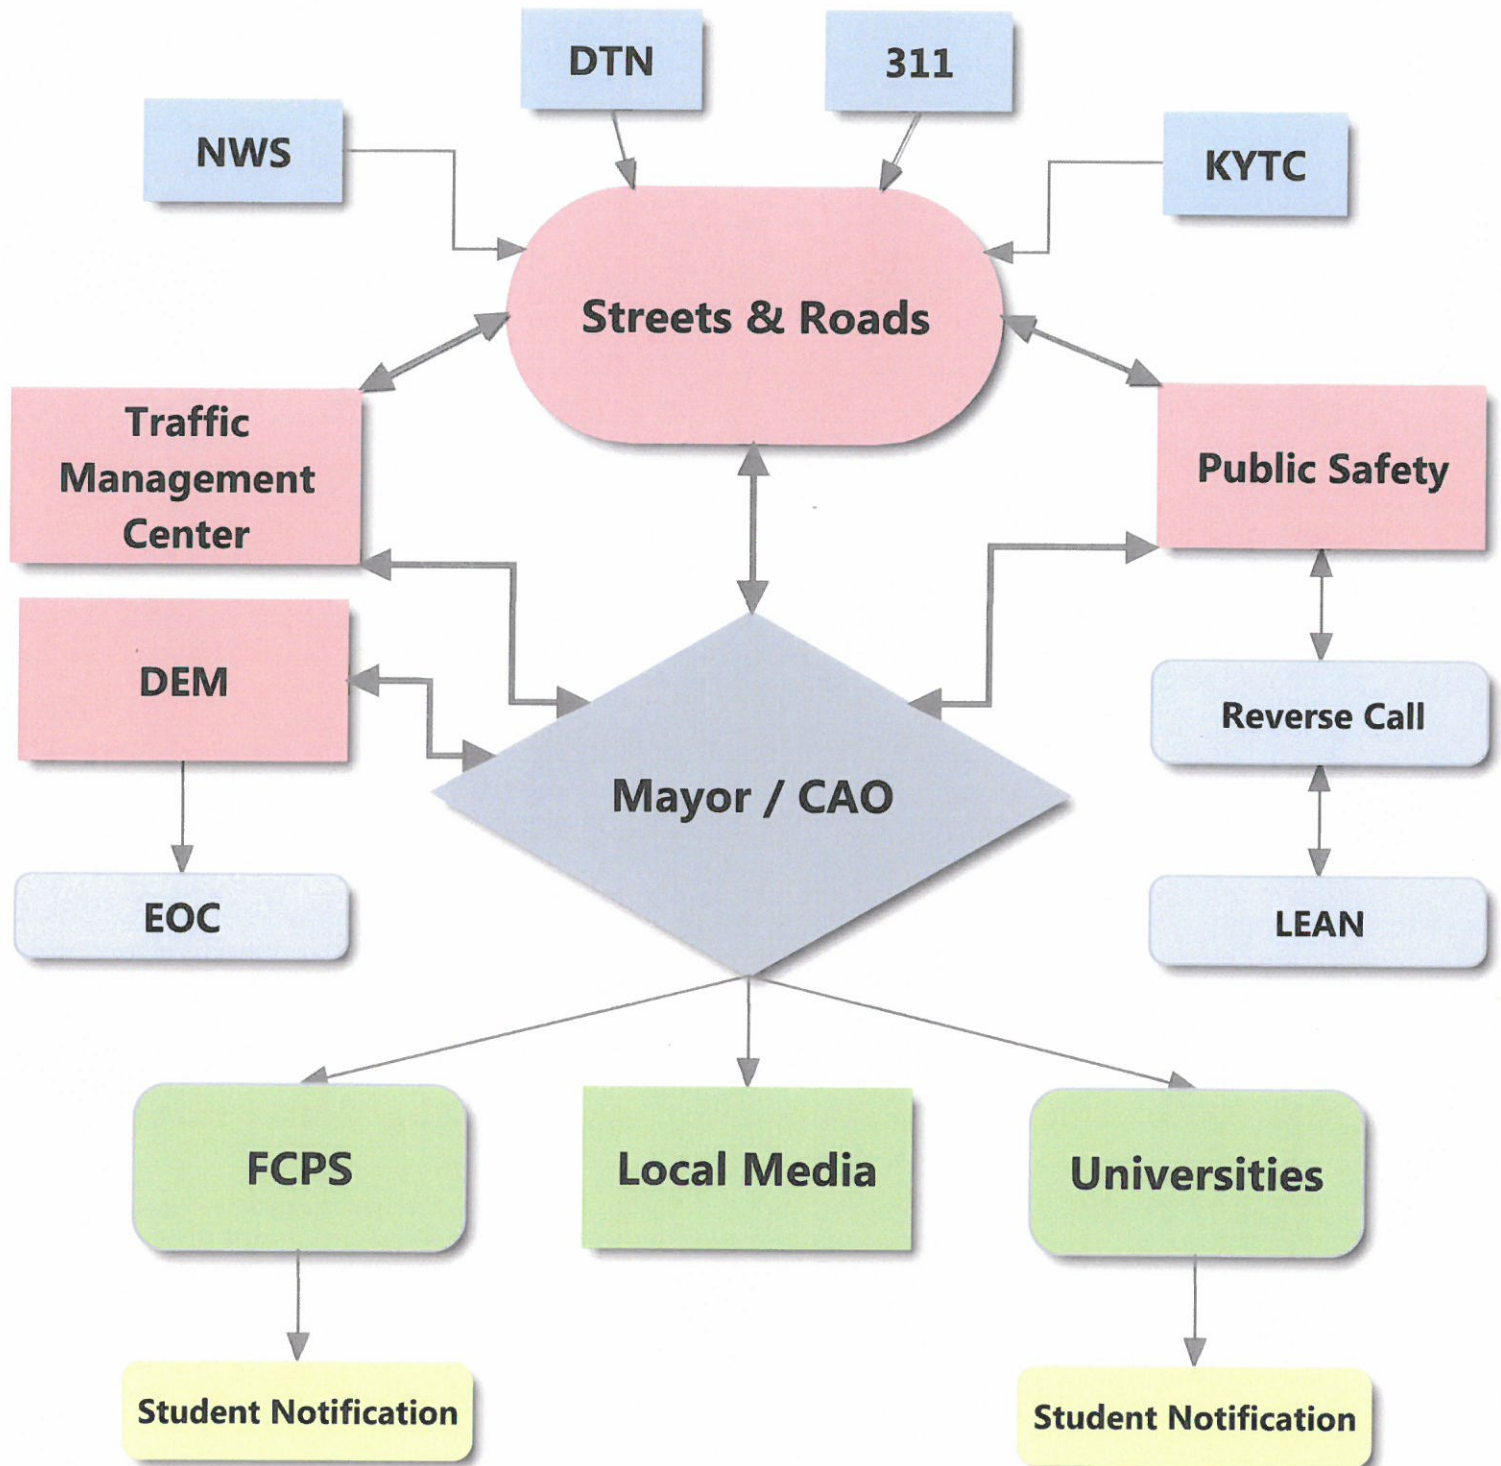 DTN
311
NWS
KYTC
Streets & Roads
Traffic
Management
Center
Public Safety
DEM
Reverse Call
Mayor / CAO
EOC
LEAN
FCPS
Local Media
Universities
Student Notification
Student Notification